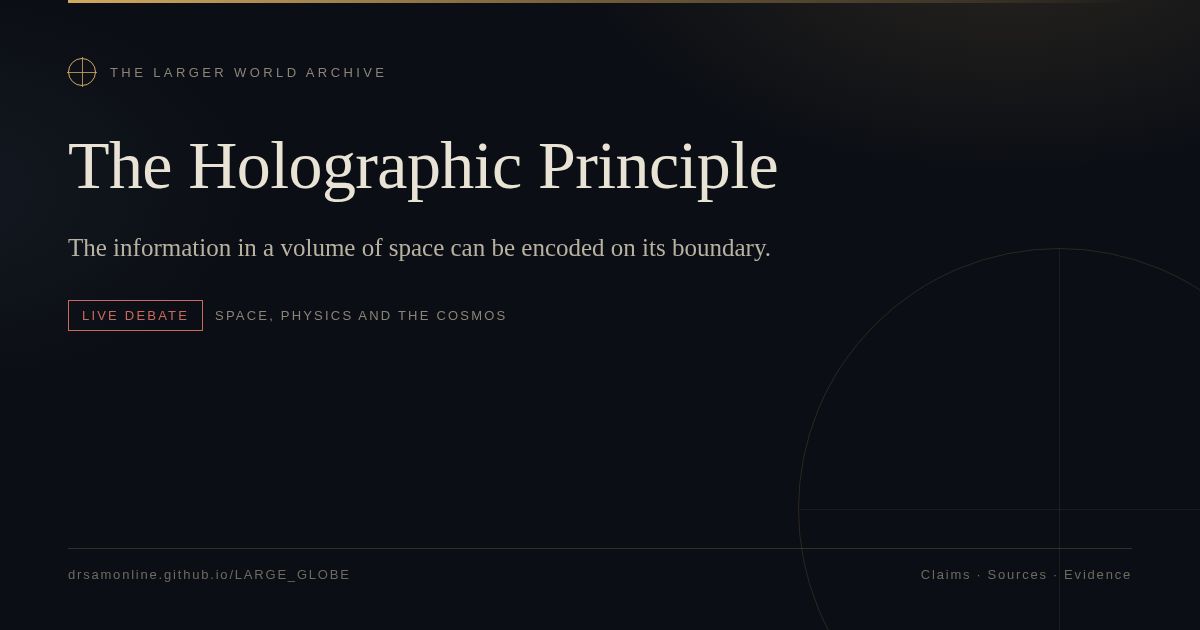 THE LARGER WORLD ARCHIVE
The Holographic Principle
The information in a volume of space can be encoded on its boundary.
LIVE DEBATE SPACE, PHYSICS AND THE COSMOS
drsamonline.github.io/LARGE_GLOBE
Claims · Sources · Evidence